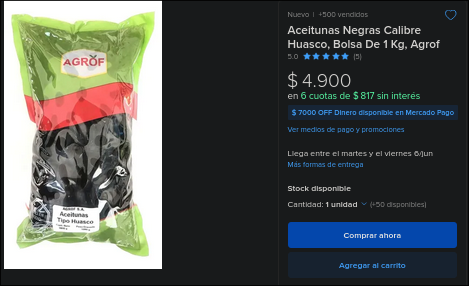 Nuevo | +500 vendidos
Aceitunas Negras Calibre
Huasco, Bolsa De 1 Kg, Agrof
5.0 (5)
$ 4.900
en 6 cuotas de $ 817 sin interés
$ 7000 OFF Dinero disponible en Mercado Pago
Ver medios de pago y promociones
Llega entre el martes y el viernes 6/jun
Más formas de entrega
Stock disponible
Cantidad: 1 unidad (+50 disponibles)
Comprar ahora
Agregar al carrito
AGROF
AGROF S.A.
Aceitunas
Tipo Huasco